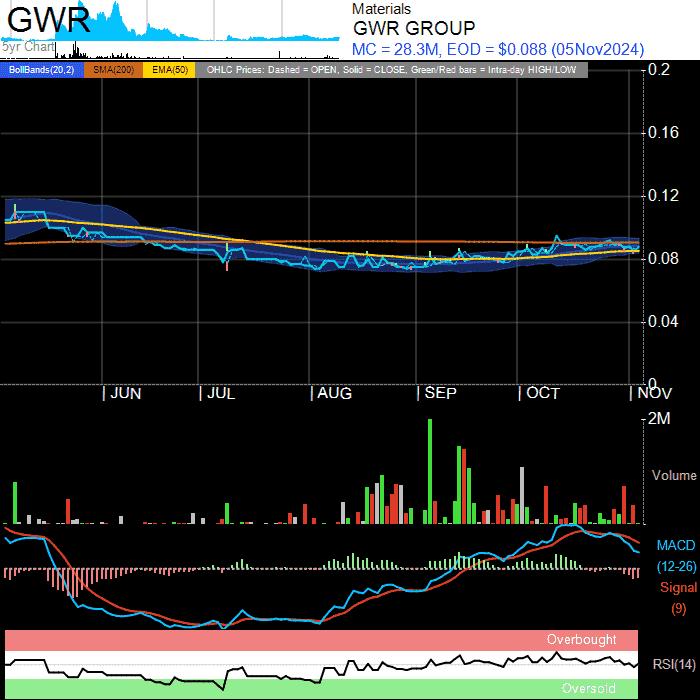 GWR
5yr Chart
Materials
GWR GROUP
MC = 28.3M, EOD = $0.088 (05Nov2024)
BollBands(20,2) SMA(200) EMA(50) OHLC Prices: Dashed = OPEN, Solid = CLOSE, Green/Red bars = Intra-day HIGH/LOW
0.2
0.16
0.12
0.08
0.04
0
JUN JUL AUG SEP OCT NOV
2M
Volume
MACD
(12-26)
Signal
(9)
Overbought
RSI(14)
Oversold